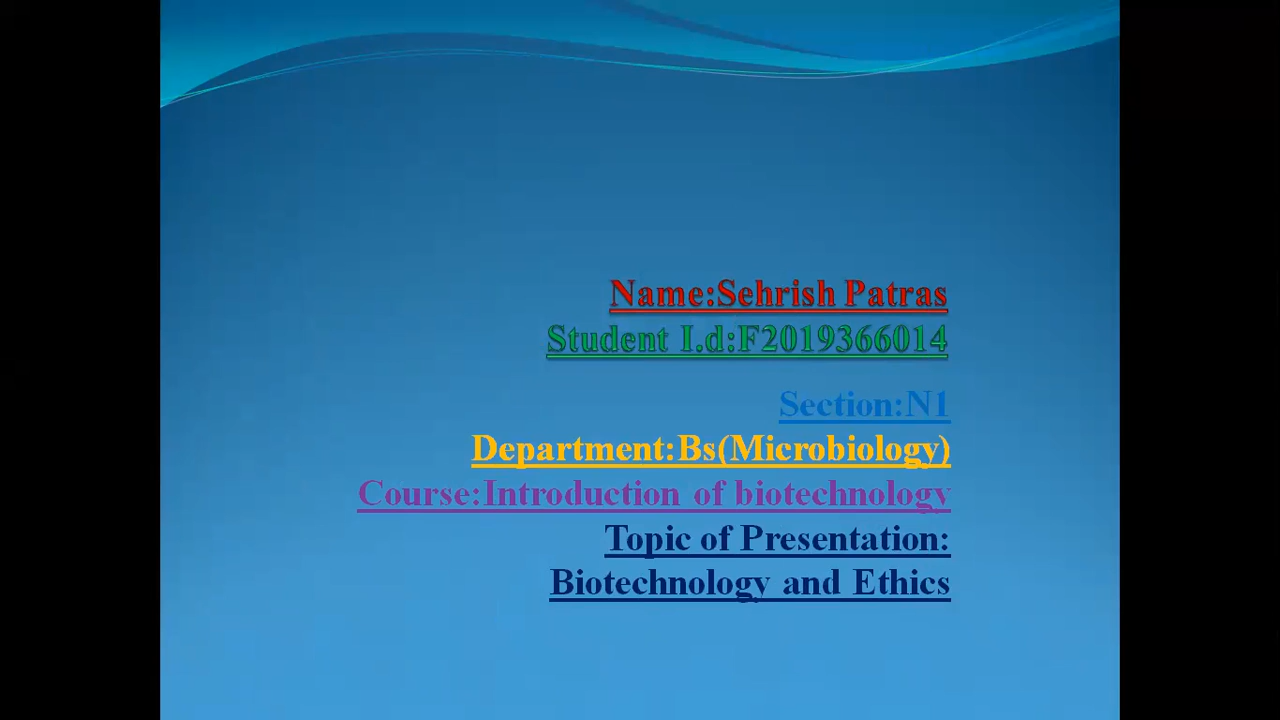 Name:Sehrish Patras
Student I.d:F2019366014
Section:N1
Department:Bs(Microbiology)
Course:Introduction of biotechnology
Topic of Presentation:
Biotechnology and Ethics